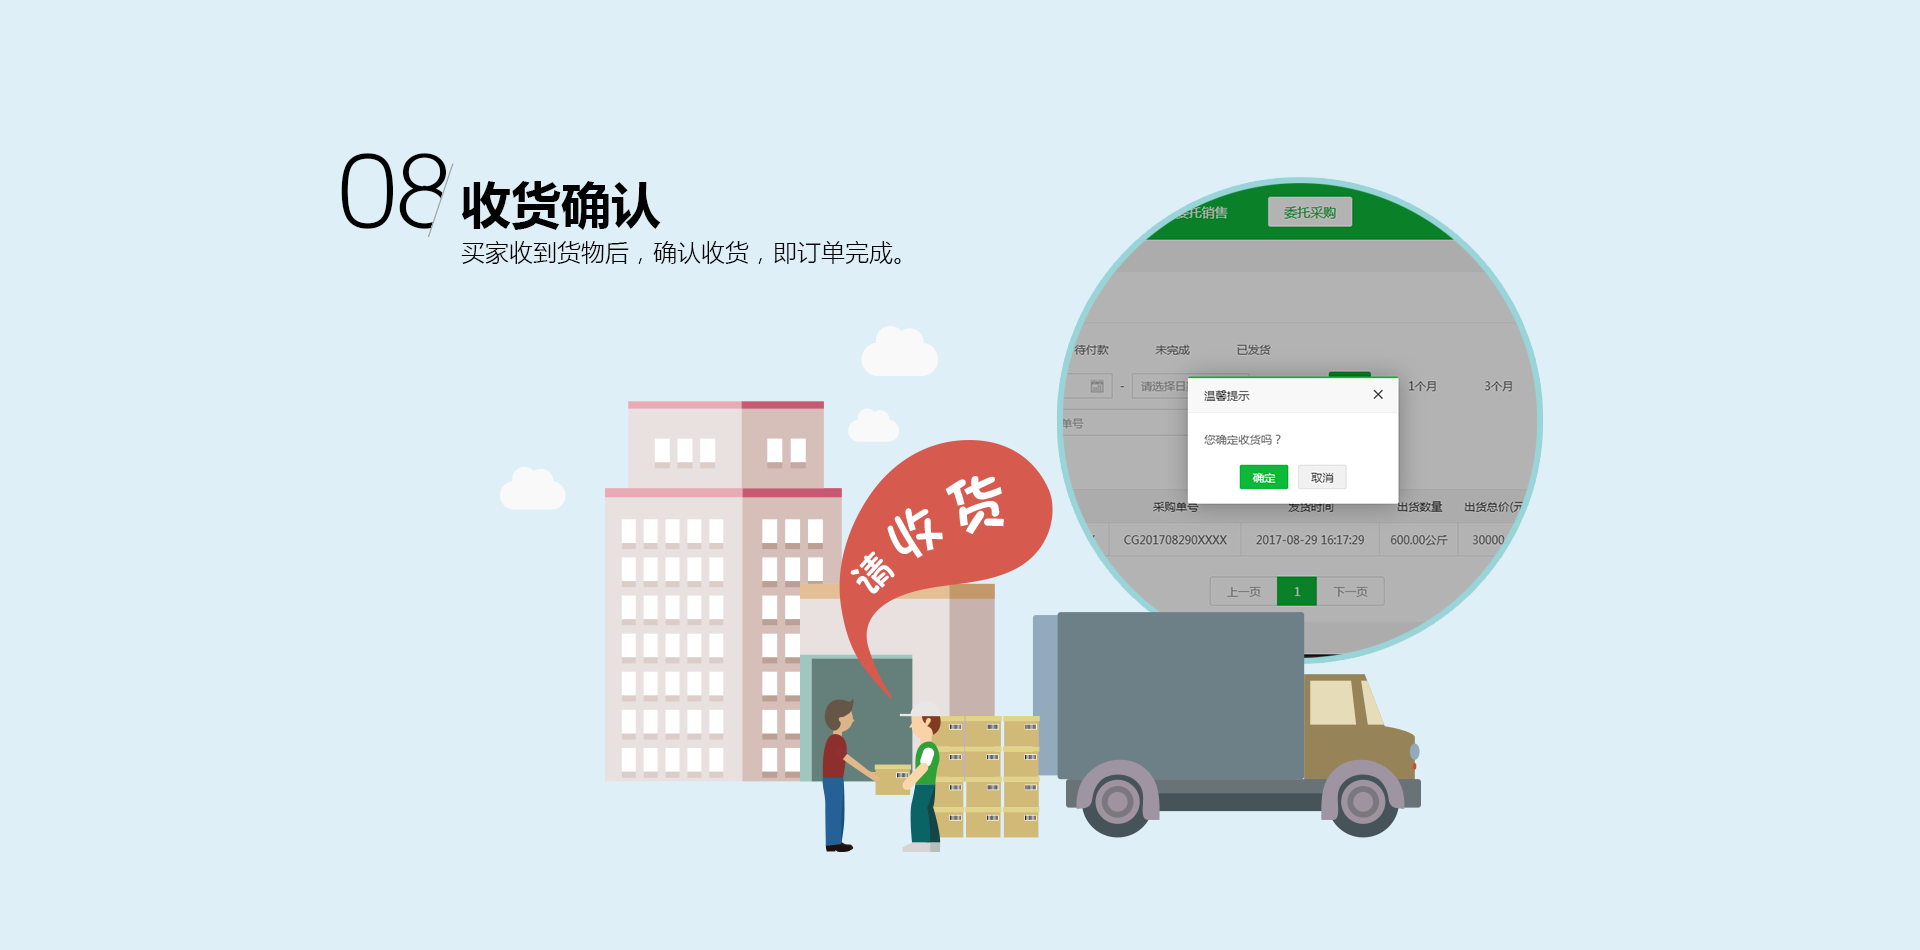 08
收货确认
买家收到货物后，确认收货，即订单完成。
委托销售 委托采购
待付款 未完成 已发货
- 请选择日 1个月 3个月
单号
温馨提示
您确定收货吗？
确定 取消
采购单号 发货时间 出货数量 出货总价(元
CG201708290XXXX 2017-08-29 16:17:29 600.00公斤 30000
上一页 1 下一页
请收货